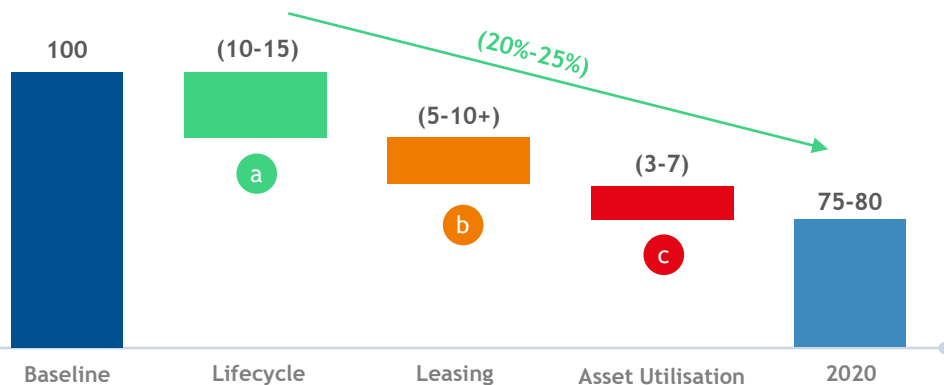 100
(10-15)
(20%-25%)
(5-10+)
(3-7)
75-80
a
b
c
Baseline
Lifecycle
Leasing
Asset Utilisation
2020